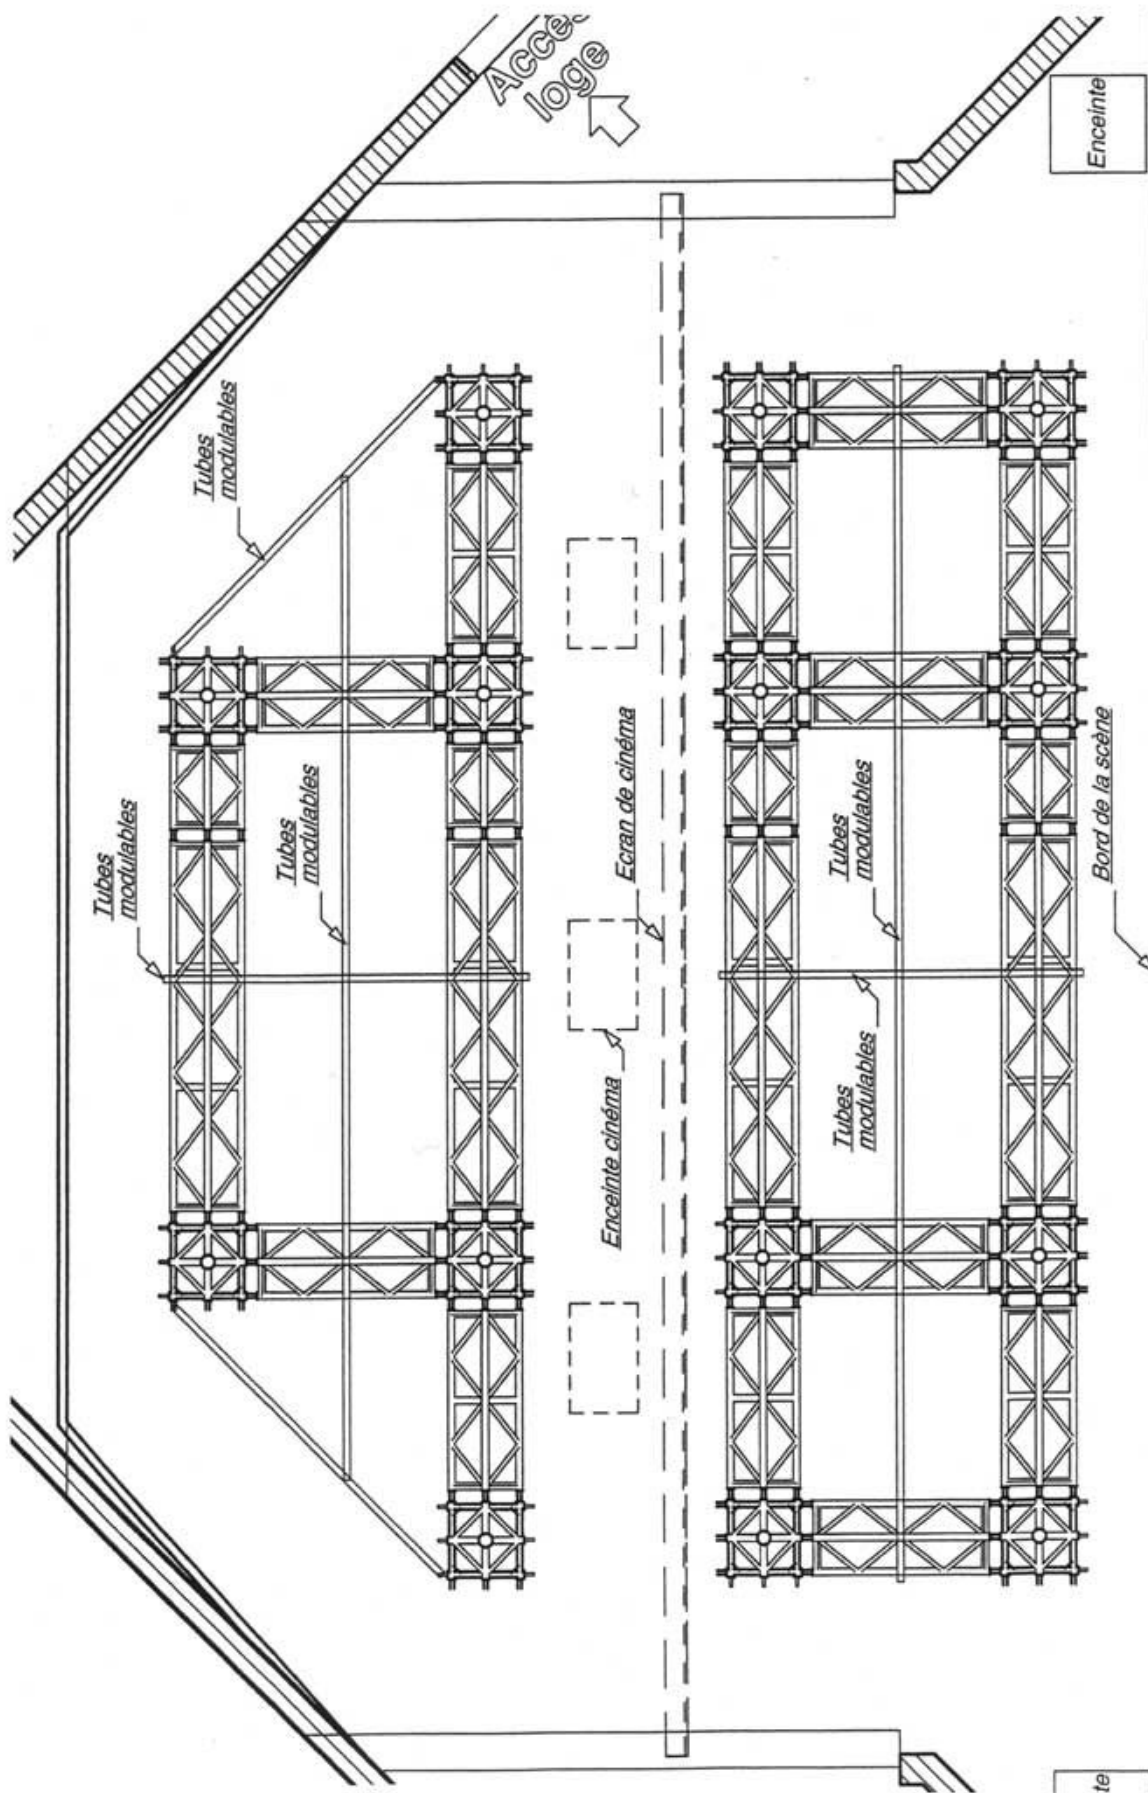 Accès
loge
Enceinte
Tubes
modulables
Tubes
modulables
Tubes
modulables
Ecran de cinéma
Tubes
modulables
Bord de la scène
Enceinte cinéma
Tubes
modulables
te